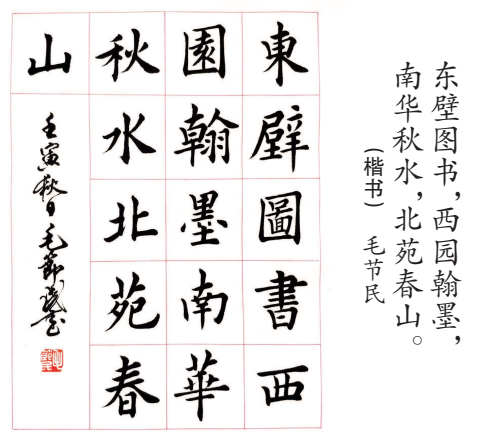 东壁图书，西园翰墨，
南华秋水，北苑春山。
（楷书） 毛节民
東壁圖書西
園翰墨南華
秋水北苑春
山
壬寅秋日毛節民